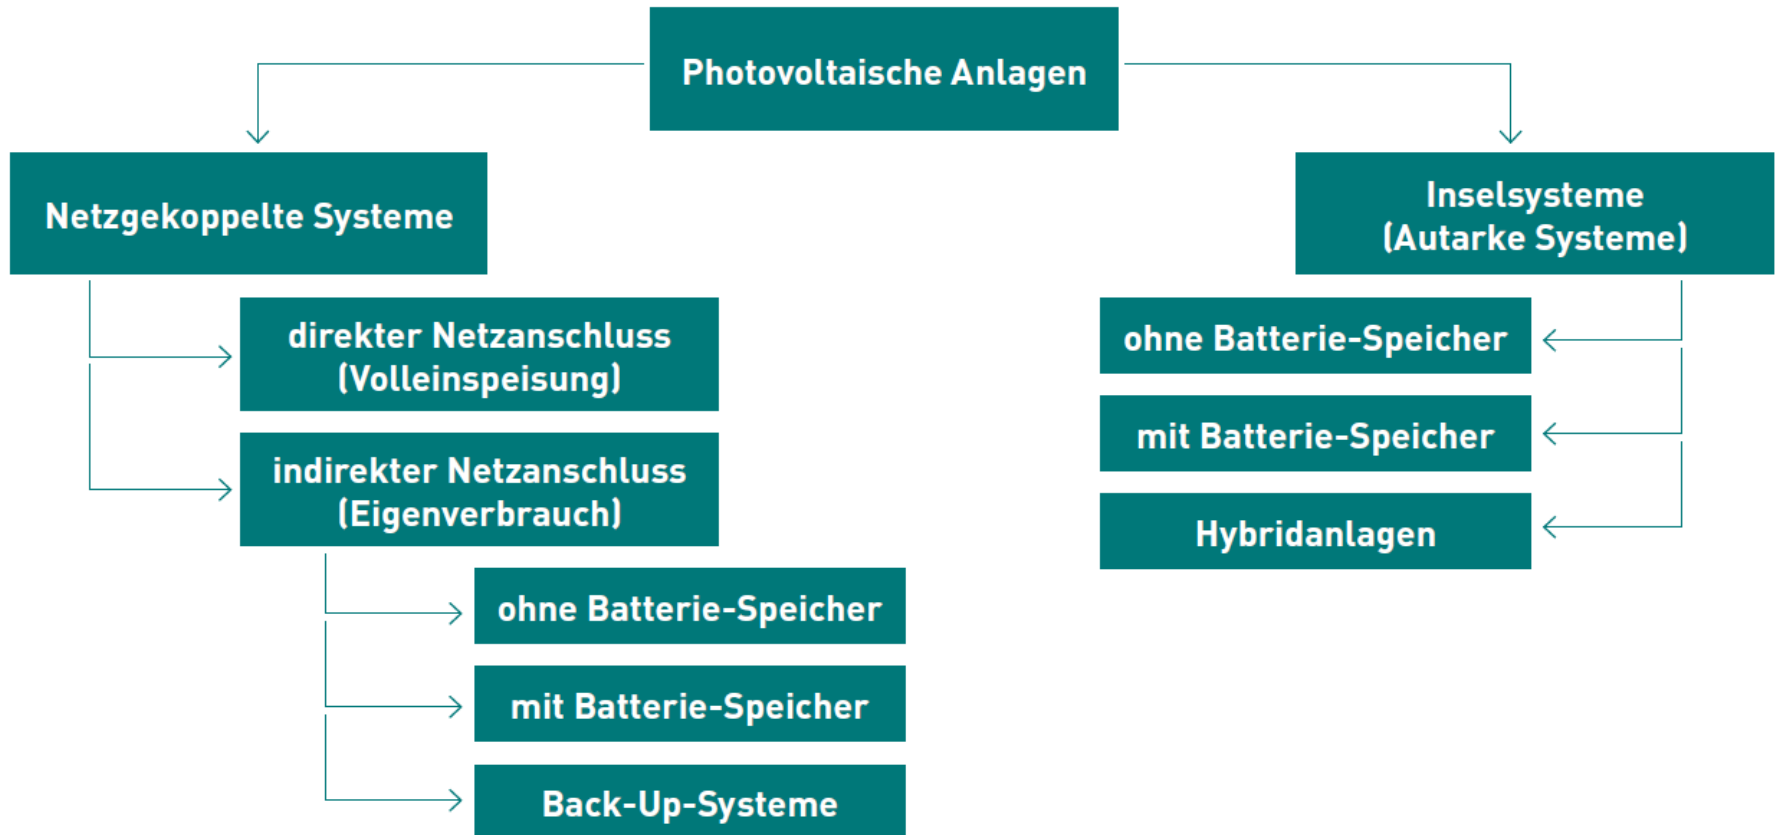 Photovoltaische Anlagen
Netzgekoppelte Systeme
direkter Netzanschluss
(Volleinspeisung)
indirekter Netzanschluss
(Eigenverbrauch)
ohne Batterie-Speicher
mit Batterie-Speicher
Back-Up-Systeme
Inselsysteme
(Autarke Systeme)
ohne Batterie-Speicher
mit Batterie-Speicher
Hybridanlagen